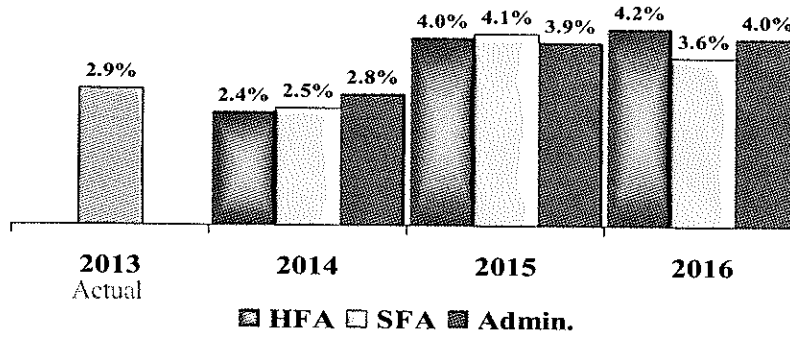 4.0% 4.1% 3.9% 4.2% 3.6% 4.0%
2.9% 2.4% 2.5% 2.8%
2013 2014 2015 2016
Actual
HFA SFA Admin.